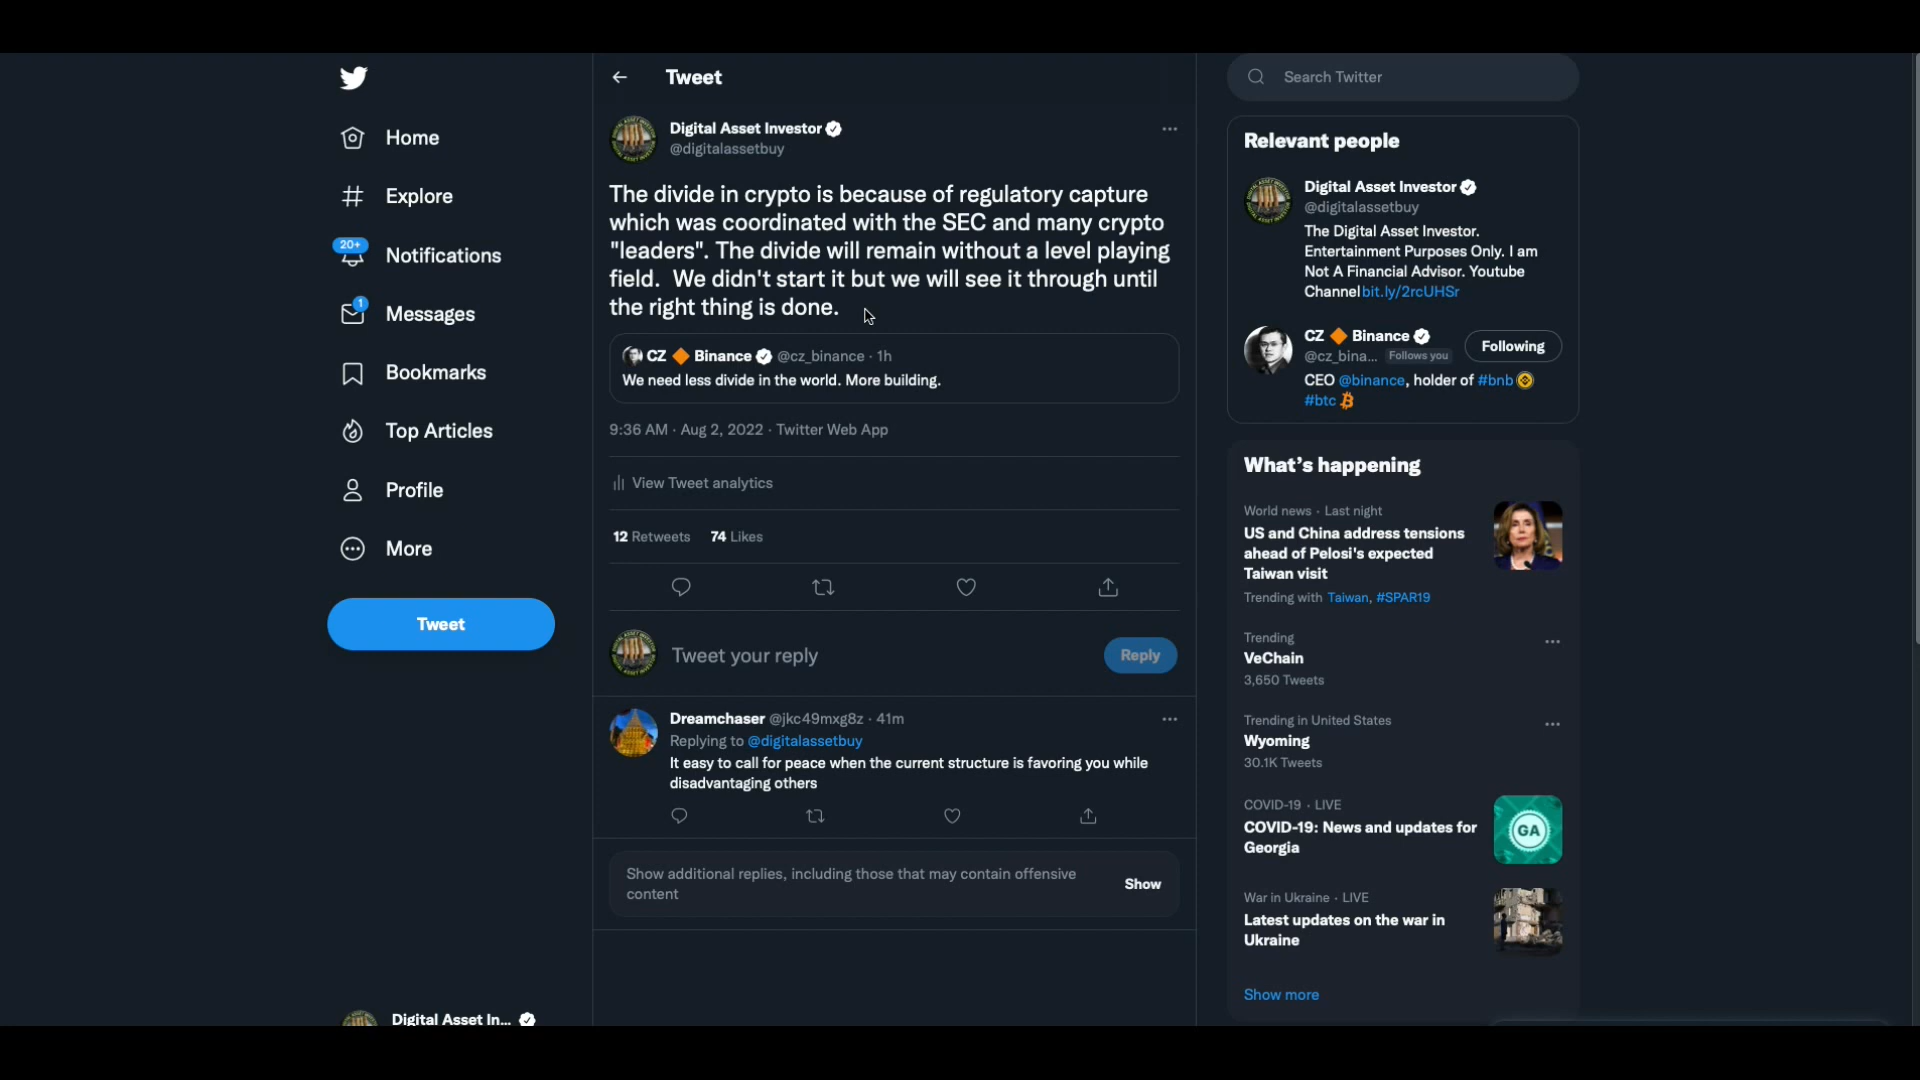 Home
Explore
20+
Notifications
1
Messages
Bookmarks
Top Articles
Profile
More
Tweet
Digital Asset In...
Tweet
Digital Asset Investor
@digitalassetbuy
The divide in crypto is because of regulatory capture
which was coordinated with the SEC and many crypto
"leaders". The divide will remain without a level playing
field. We didn't start it but we will see it through until
the right thing is done.
CZ 🔶 Binance @cz_binance · 1h
We need less divide in the world. More building.
9:36 AM · Aug 2, 2022 · Twitter Web App
View Tweet analytics
12 Retweets 74 Likes
Tweet your reply
Reply
Dreamchaser @jkc49mxg8z · 41m
Replying to @digitalassetbuy
It easy to call for peace when the current structure is favoring you while
disadvantaging others
Show additional replies, including those that may contain offensive
content
Show
Search Twitter
Relevant people
Digital Asset Investor
@digitalassetbuy
The Digital Asset Investor.
Entertainment Purposes Only. I am
Not A Financial Advisor. Youtube
Channel bit.ly/2rcUHSr
CZ 🔶 Binance
@cz_bina... Follows you
Following
CEO @binance, holder of #bnb
#btc
What's happening
World news · Last night
US and China address tensions
ahead of Pelosi's expected
Taiwan visit
Trending with Taiwan, #SPAR19
Trending
VeChain
3,650 Tweets
Trending in United States
Wyoming
30.1K Tweets
COVID-19 · LIVE
COVID-19: News and updates for
Georgia
GA
War in Ukraine · LIVE
Latest updates on the war in
Ukraine
Show more